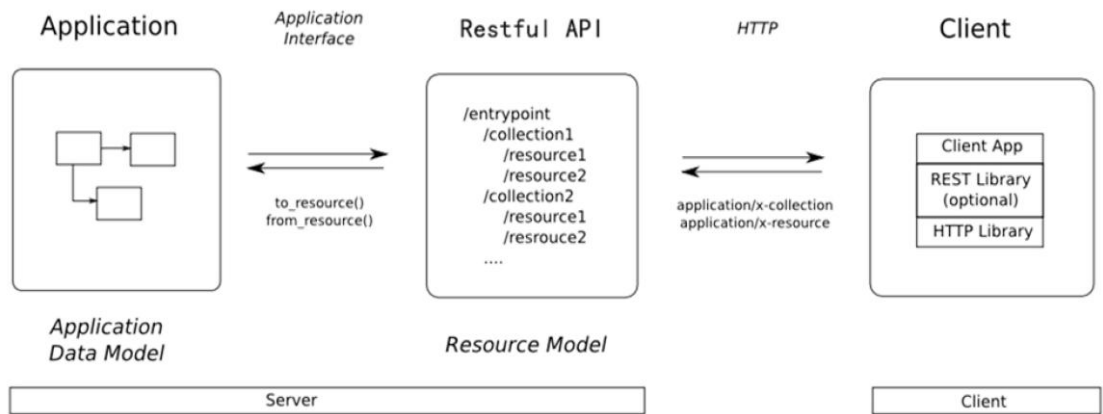 Application
Application
Interface
Restful API
HTTP
Client
/entrypoint
/collection1
/resource1
/resource2
/collection2
/resource1
/resrouce2
....
to_resource()
from_resource()
application/x-collection
application/x-resource
Client App
REST Library
(optional)
HTTP Library
Application
Data Model
Resource Model
Server
Client